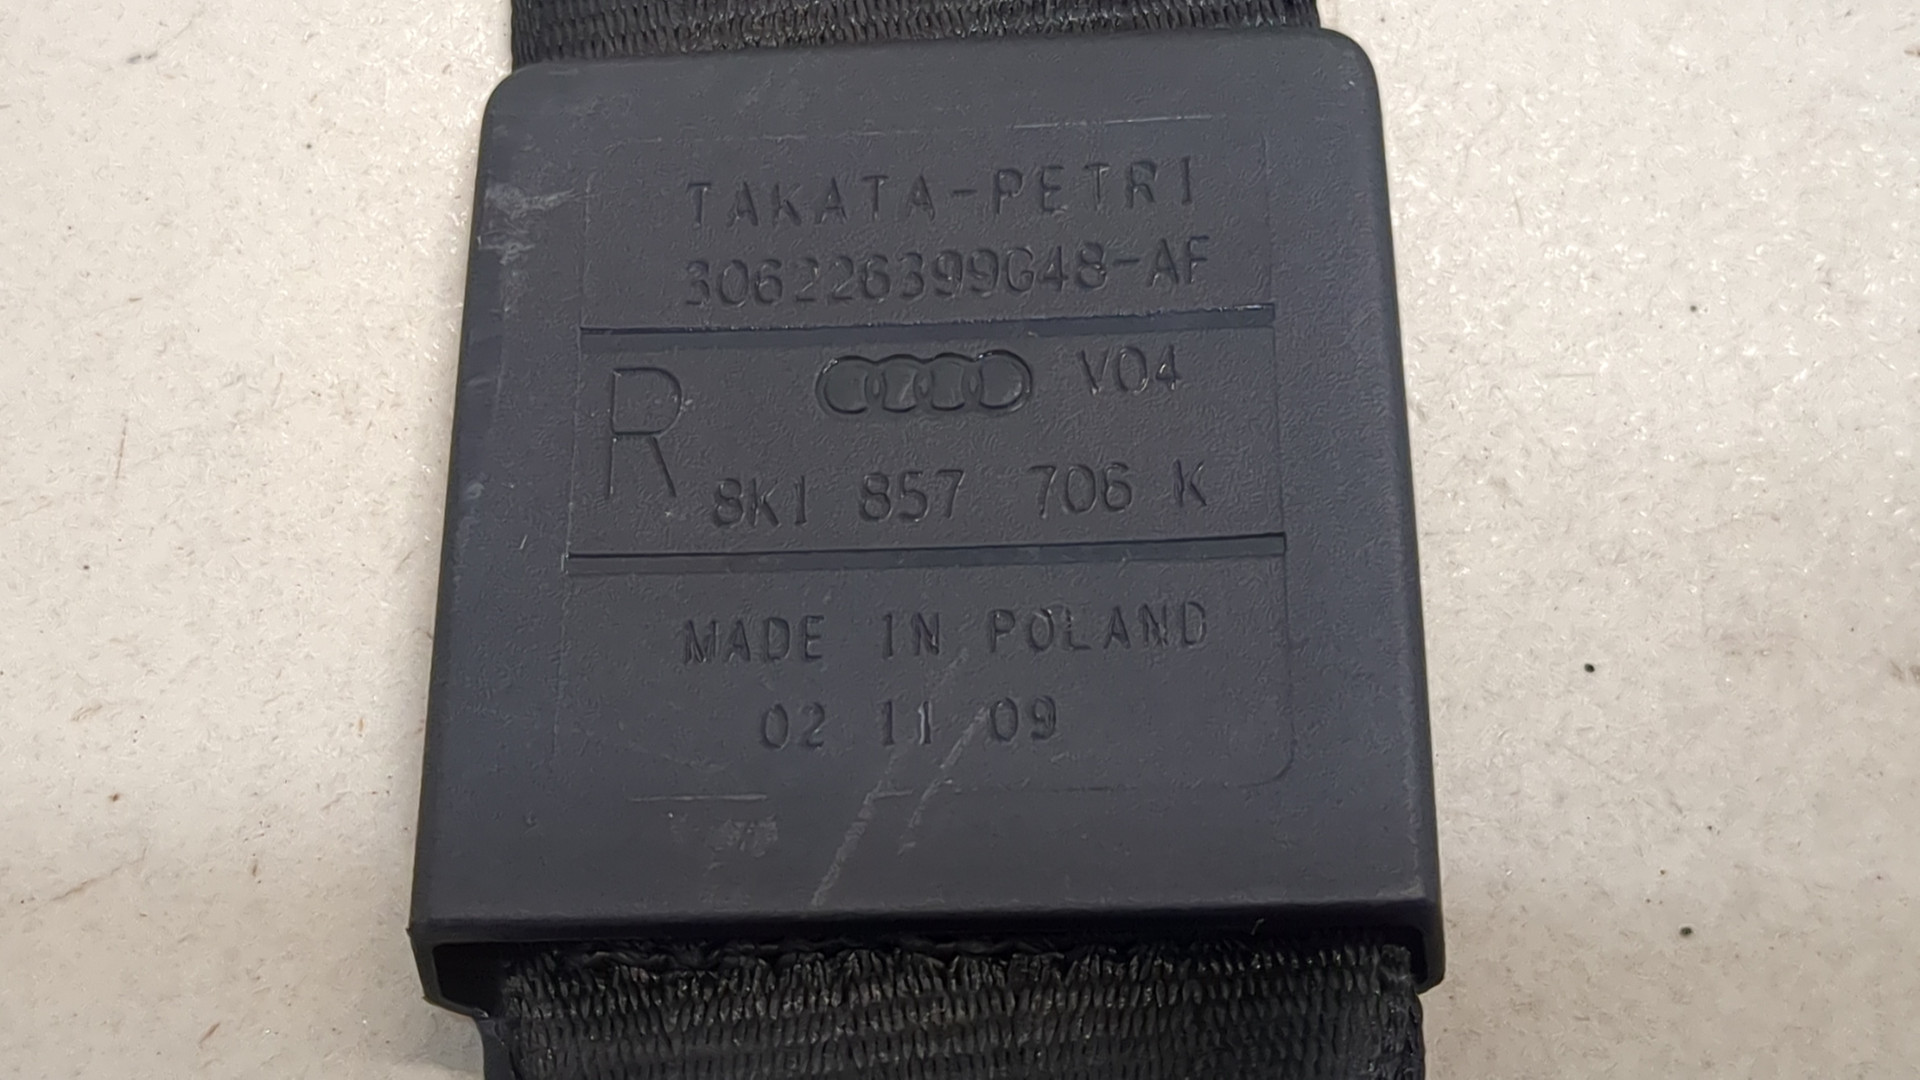 TAKATA-PETRI
306226399G48-AF
V04
R
8K1 857 706 K
MADE IN POLAND
02 11 09